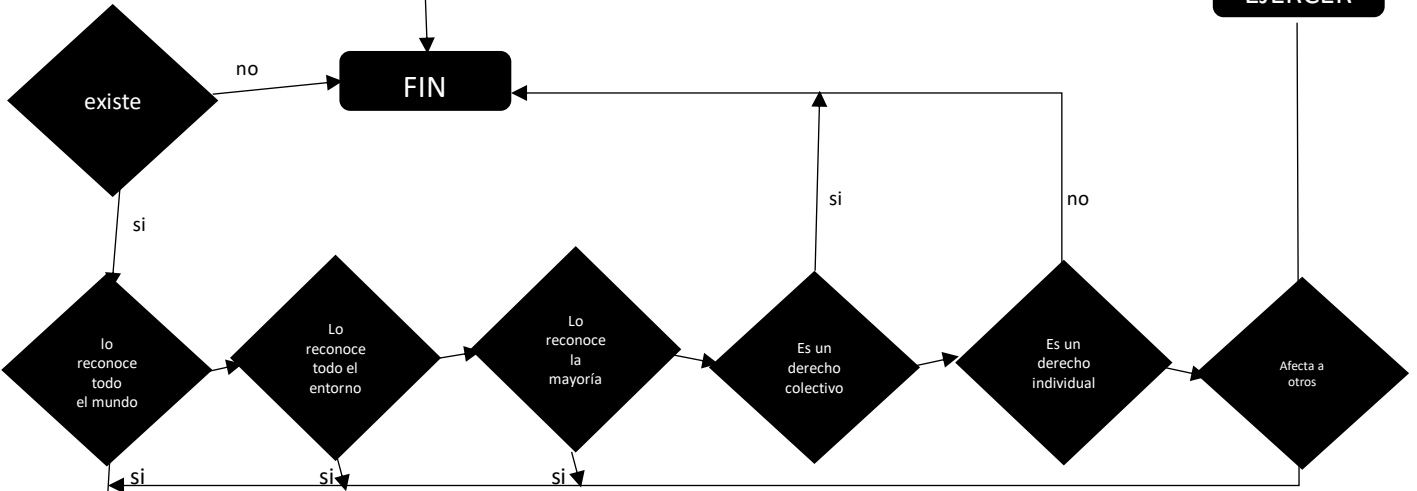 EJERCER
existe
no
FIN
si
si
no
lo
reconoce
todo
el mundo
Lo
reconoce
todo el
entorno
Lo
reconoce
la
mayoría
Es un
derecho
colectivo
Es un
derecho
individual
Afecta a
otros
si
si
si